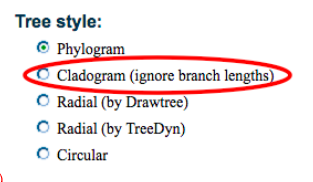 Tree style:
Phylogram
Cladogram (ignore branch lengths)
Radial (by Drawtree)
Radial (by TreeDyn)
Circular